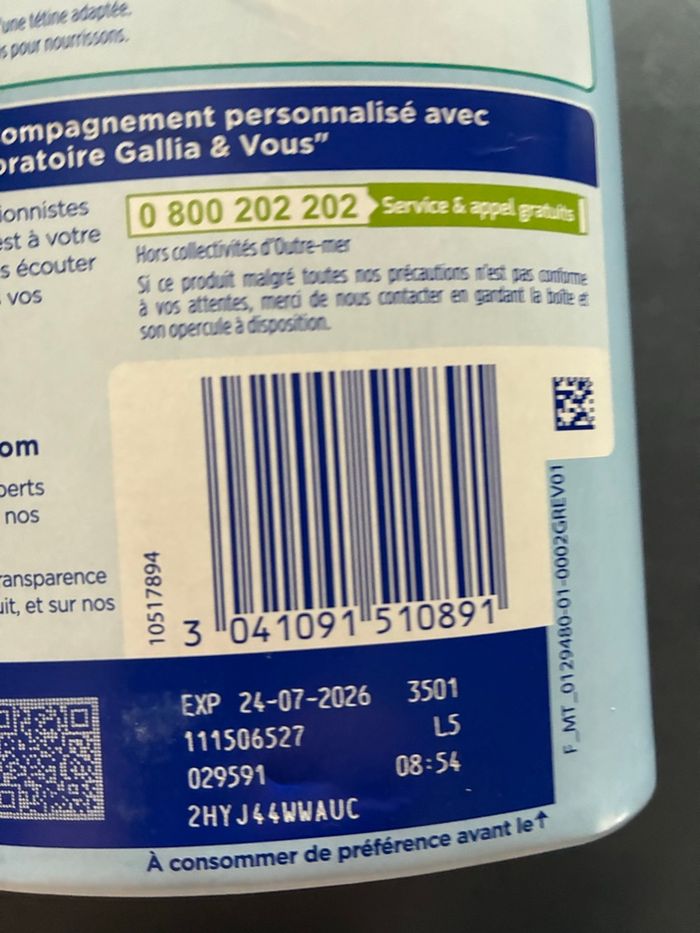 'une tétine adaptée.
s pour nourrissons.
ompagnement personnalisé avec
oratoire Gallia & Vous”
ionnistes
est à votre
s écouter
vos
0 800 202 202 Service & appel gratuits
Hors collectivités d'Outre-mer
Si ce produit malgré toutes nos précautions n'est pas conforme
à vos attentes, merci de nous contacter en gardant la boîte et
son opercule à disposition.
om
perts
nos
ransparence
uit, et sur nos
10517894
3 041091 510891
F_MT_0129480-01-0002GREV01
EXP 24-07-2026 3501
111506527 L5
029591 08:54
2HYJ44WWAUC
À consommer de préférence avant le↑